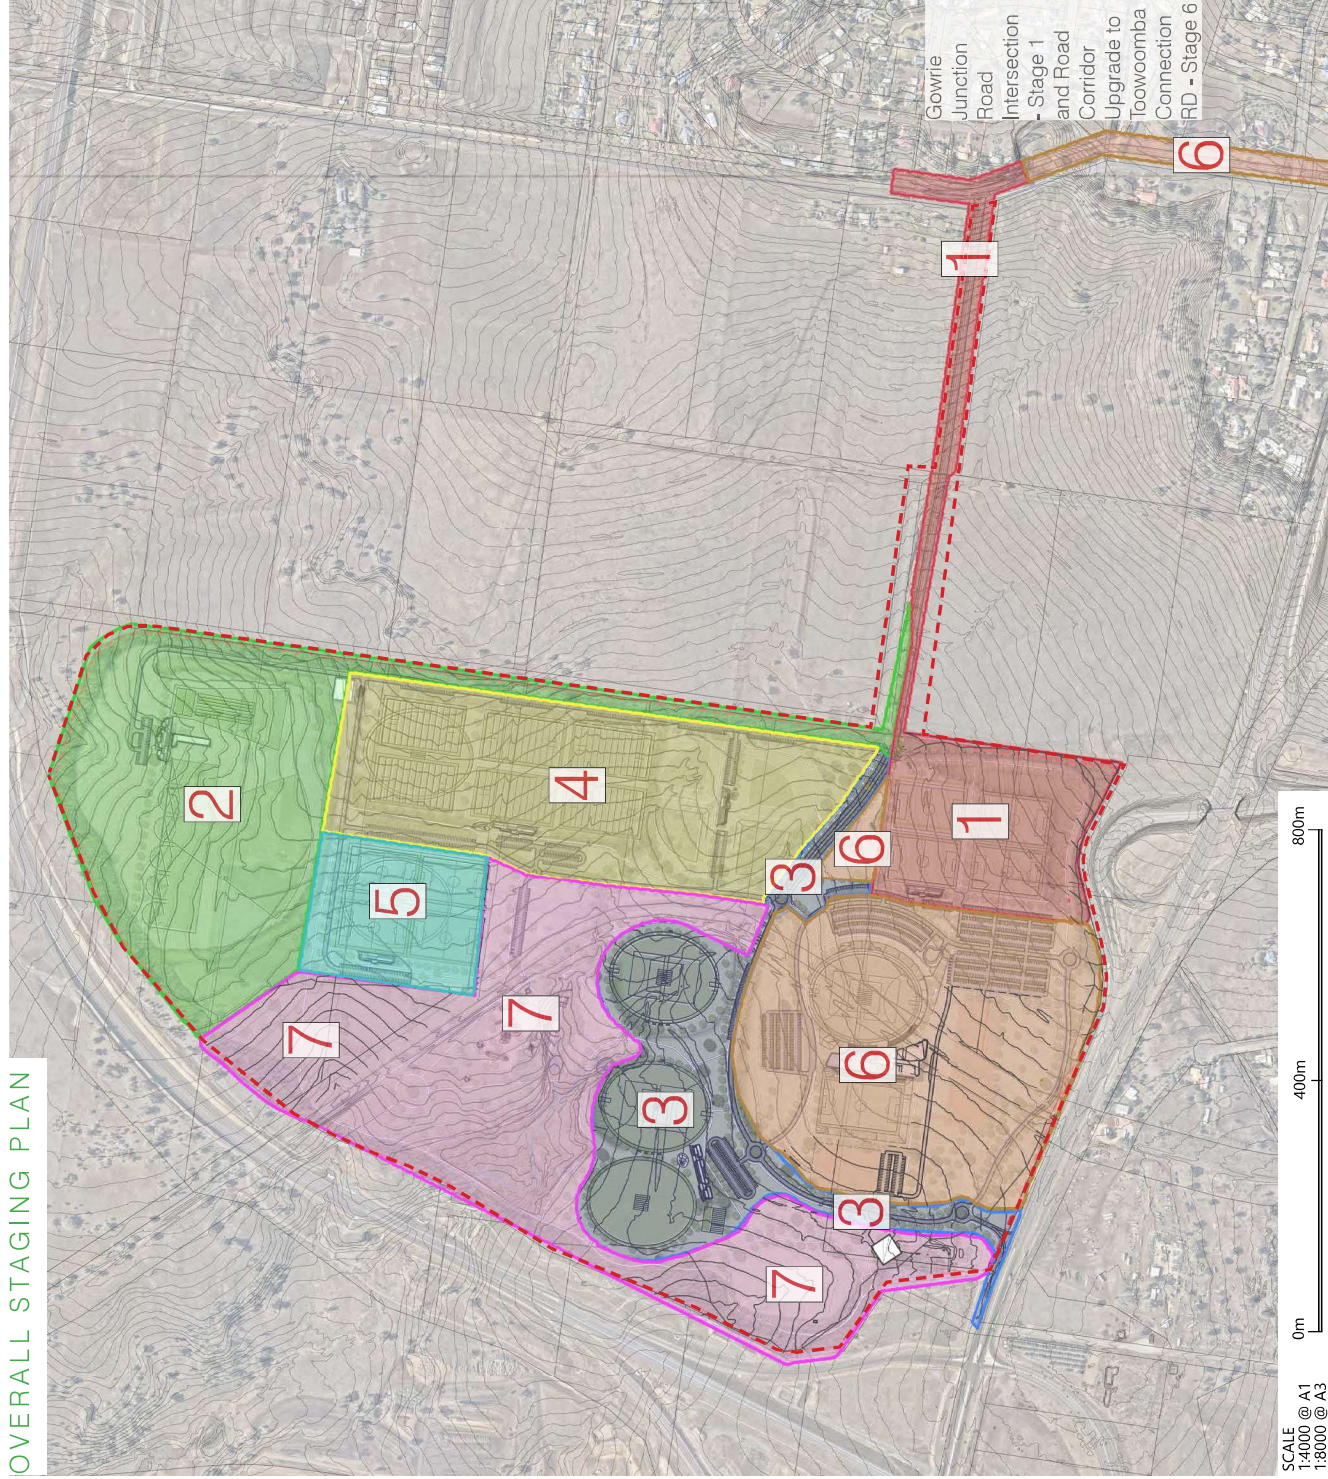 OVERALL STAGING PLAN
Gowrie
Junction
Road
Intersection
- Stage 1
and Road
Corridor
Upgrade to
Towoomba
Connection
RD - Stage 6
6
1
2
4
5
3
6
1
7
7
3
6
3
7
SCALE
1:4000 @ A1
1:8000 @ A3
0m
400m
800m